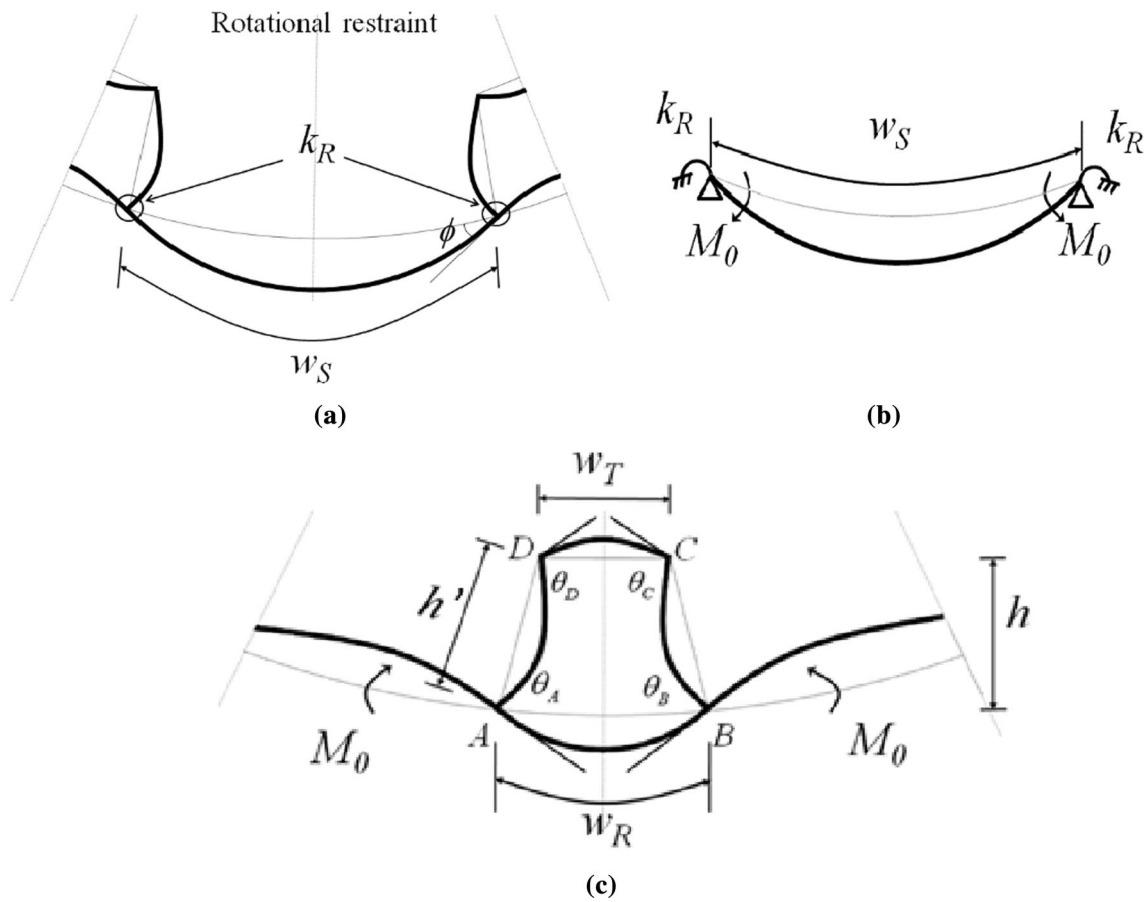 Rotational restraint
k_R
ϕ
w_S
(a)
k_R
w_S
k_R
M_0
M_0
(b)
w_T
D
C
θ_D
θ_C
h'
h
θ_A
θ_B
M_0
A
B
M_0
w_R
(c)